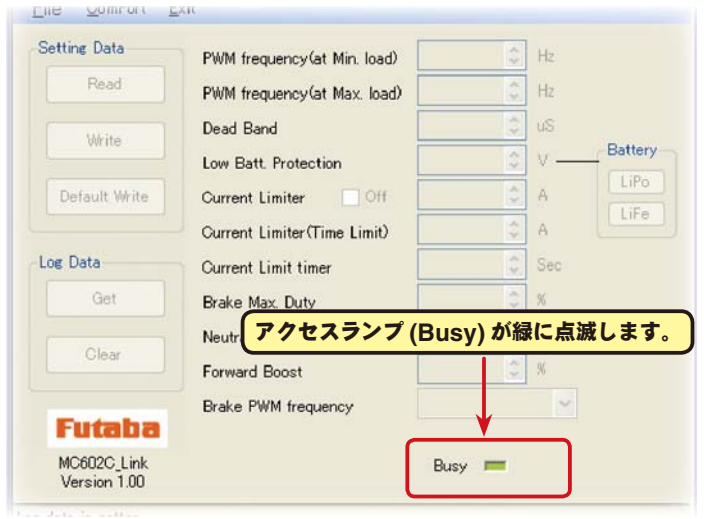 File ComPort Exit
Setting Data
Read
Write
Default Write
Log Data
Get
Clear
Futaba
MC602C_Link
Version 1.00
PWM frequency(at Min. load) Hz
PWM frequency(at Max. load) Hz
Dead Band uS
Low Batt. Protection V
Current Limiter Off A
Current Limiter(Time Limit) A
Current Limit timer Sec
Brake Max. Duty %
Neutr
Forward Boost %
Brake PWM frequency
Battery
LiPo
LiFe
アクセスランプ (Busy) が緑に点滅します。
Busy